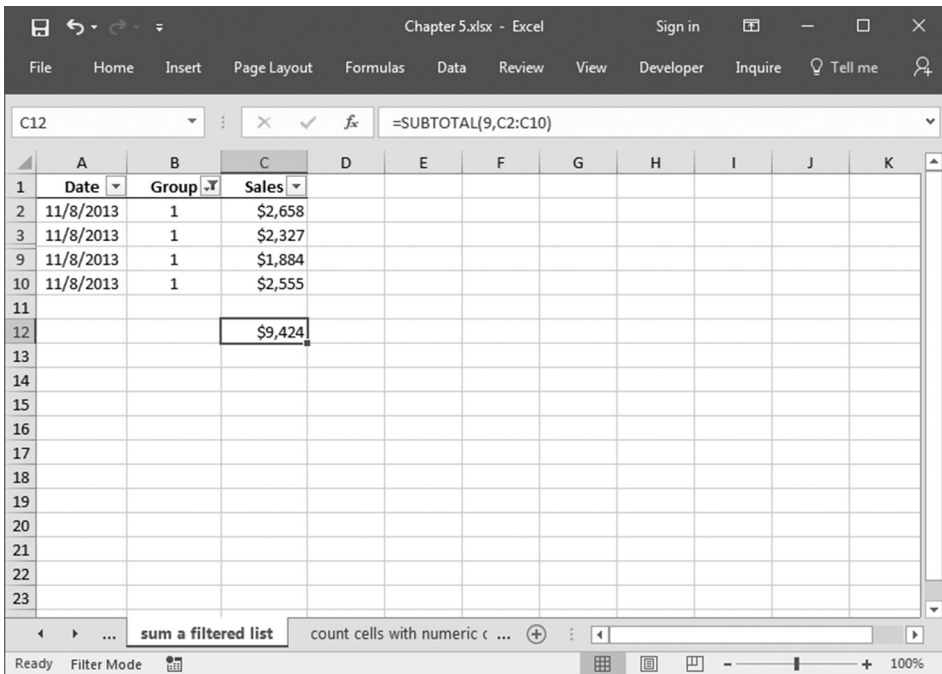 Chapter 5.xlsx - Excel Sign in
File Home Insert Page Layout Formulas Data Review View Developer Inquire Tell me
C12 fx =SUBTOTAL(9,C2:C10)
A B C D E F G H I J K
1 Date Group Sales
2 11/8/2013 1 $2,658
3 11/8/2013 1 $2,327
9 11/8/2013 1 $1,884
10 11/8/2013 1 $2,555
11
12 $9,424
13
14
15
16
17
18
19
20
21
22
23
... sum a filtered list count cells with numeric c ...
Ready Filter Mode 100%